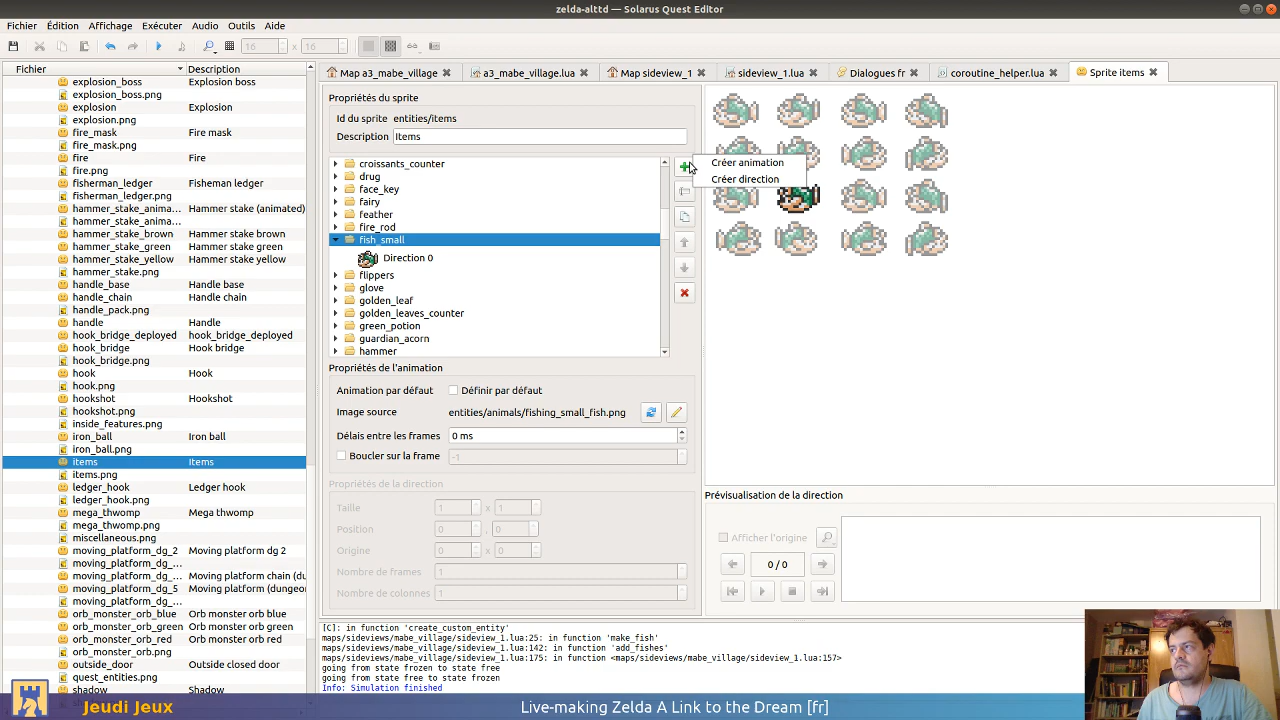 zelda-alttd — Solarus Quest Editor
Fichier Édition Affichage Exécuter Audio Outils Aide
16 x 16
Fichier Description
explosion_boss Explosion boss
explosion_boss.png
explosion Explosion
explosion.png
fire_mask Fire mask
fire_mask.png
fire Fire
fire.png
fisherman_ledger Fisheman ledger
fisherman_ledger.png
hammer_stake_anima... Hammer stake (animated)
hammer_stake_anima...
hammer_stake_brown Hammer stake brown
hammer_stake_green Hammer stake green
hammer_stake_yellow Hammer stake yellow
hammer_stake.png
handle_base Handle base
handle_chain Handle chain
handle_pack.png
handle Handle
hook_bridge_deployed hook_bridge_deployed
hook_bridge Hook bridge
hook_bridge.png
hook Hook
hook.png
hookshot Hookshot
hookshot.png
inside_features.png
iron_ball Iron ball
iron_ball.png
items Items
items.png
ledger_hook Ledger hook
ledger_hook.png
mega_thwomp Mega thwomp
mega_thwomp.png
miscellaneous.png
moving_platform_dg_2 Moving platform dg 2
moving_platform_dg_...
moving_platform_dg_... Moving platform chain (du
moving_platform_dg_5 Moving platform (dungeor
moving_platform_dg_...
orb_monster_orb_blue Orb monster orb blue
orb_monster_orb_green Orb monster orb green
orb_monster_orb_red Orb monster orb red
orb_monster_orb.png
outside_door Outside closed door
quest_entities.png
shadow Shadow
Map a3_mabe_village a3_mabe_village.lua Map sideview_1 sideview_1.lua Dialogues fr coroutine_helper.lua Sprite items
Propriétés du sprite
Id du sprite entities/items
Description Items
croissants_counter
drug
face_key
fairy
feather
fire_rod
fish_small
Direction 0
flippers
glove
golden_leaf
golden_leaves_counter
green_potion
guardian_acorn
hammer
Créer animation
Créer direction
Propriétés de l'animation
Animation par défaut Définir par défaut
Image source entities/animals/fishing_small_fish.png
Délais entre les frames 0 ms
Boucler sur la frame -1
Propriétés de la direction
Taille 1 x 1
Position 0 , 0
Origine 0 x 0
Nombre de frames 1
Nombre de colonnes 1
Prévisualisation de la direction
Afficher l'origine
0 / 0
[C]: in function 'create_custom_entity'
maps/sideviews/mabe_village/sideview_1.lua:25: in function 'make_fish'
maps/sideviews/mabe_village/sideview_1.lua:142: in function 'add_fishes'
maps/sideviews/mabe_village/sideview_1.lua:175: in function <maps/sideviews/mabe_village/sideview_1.lua:157>
going from state frozen to state free
going from state free to state frozen
Info: Simulation finished
Jeudi Jeux
Live-making Zelda A Link to the Dream [fr]